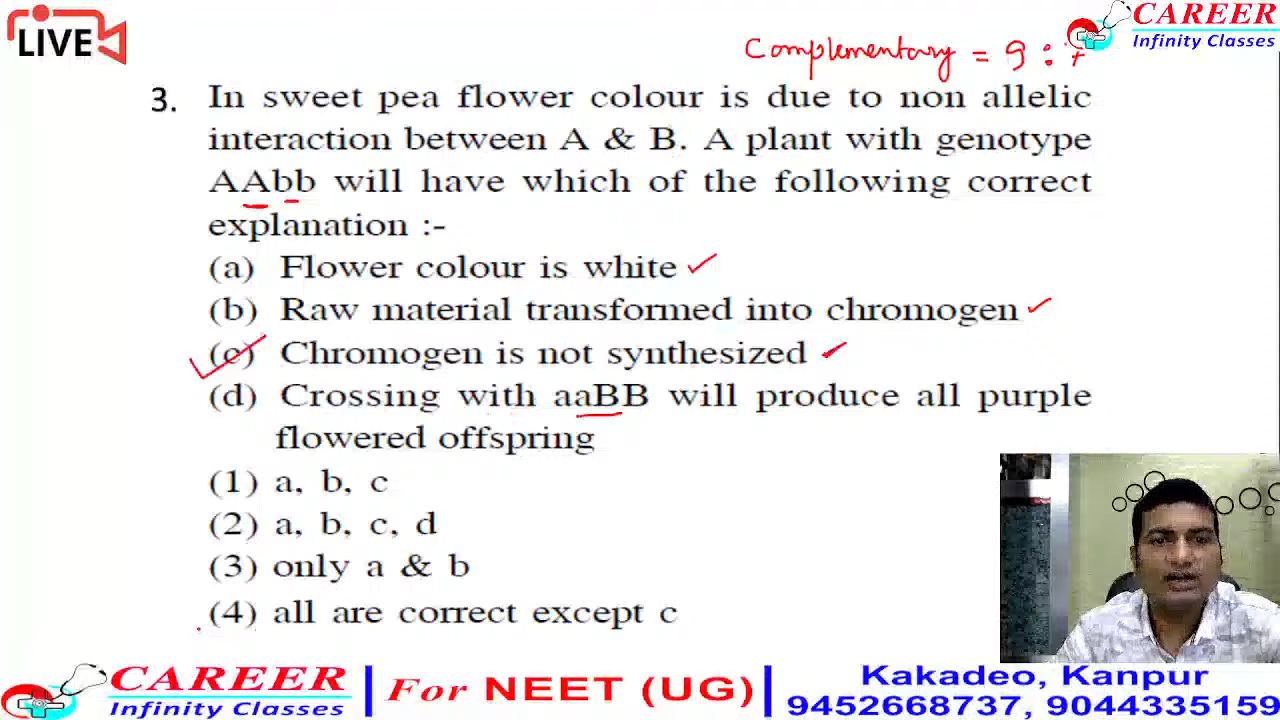 LIVE
CAREER
Infinity Classes
Complementary = 9 : 7
3. In sweet pea flower colour is due to non allelic
interaction between A & B. A plant with genotype
AAbb will have which of the following correct
explanation :-
(a) Flower colour is white
(b) Raw material transformed into chromogen
(c) Chromogen is not synthesized
(d) Crossing with aaBB will produce all purple
flowered offspring
(1) a, b, c
(2) a, b, c, d
(3) only a & b
(4) all are correct except c
CAREER
Infinity Classes
For NEET (UG)
Kakadeo, Kanpur
9452668737, 9044335159